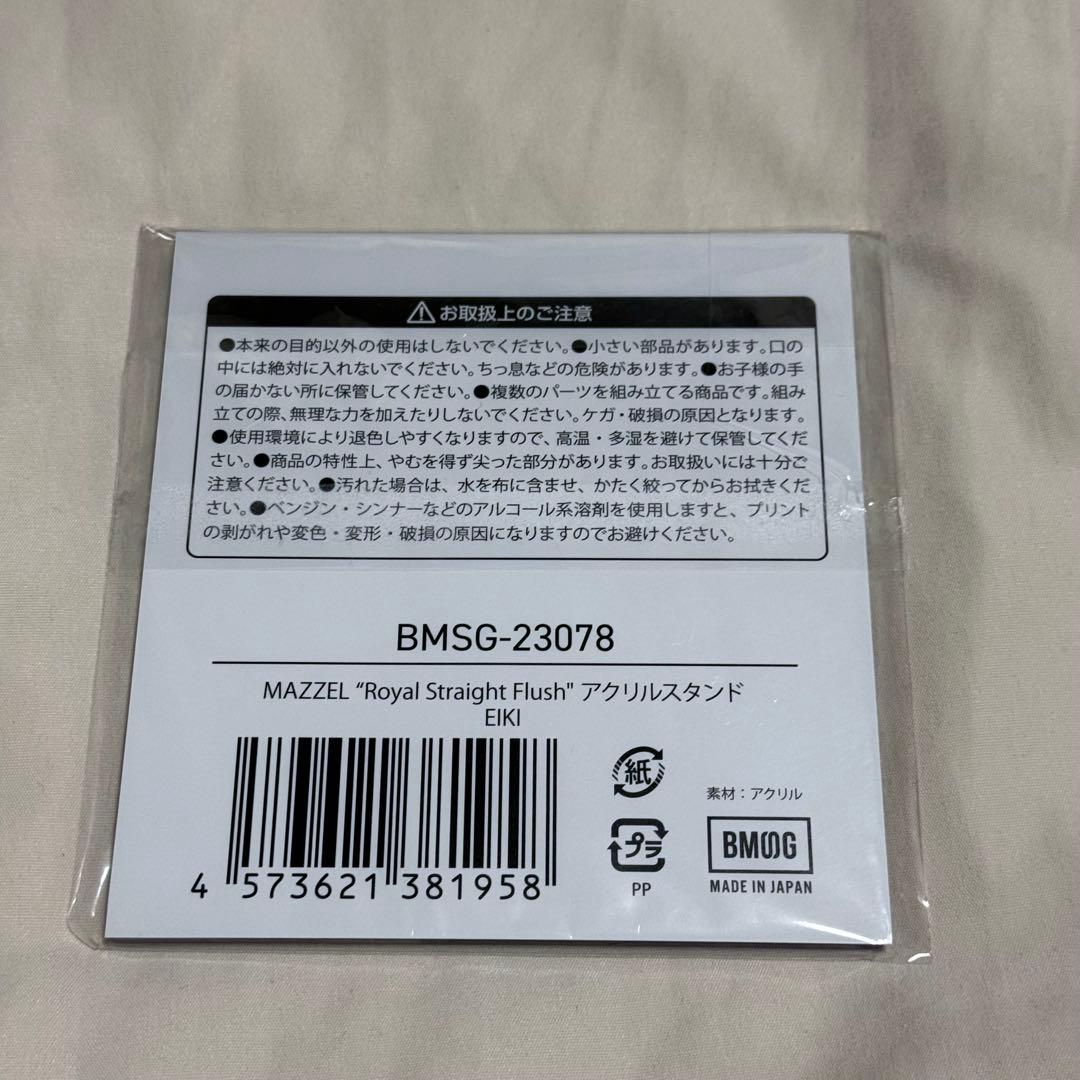 ⚠お取扱上のご注意
●本来の目的以外の使用はしないでください。●小さい部品があります。口の
中には絶対に入れないでください。ちっ息などの危険があります。●お子様の手
の届かない所に保管してください。●複数のパーツを組み立てる商品です。組み
立ての際、無理な力を加えたりしないでください。ケガ・破損の原因となります。
●使用環境により退色しやすくなりますので、高温・多湿を避けて保管してくだ
さい。●商品の特性上、やむを得ず尖った部分があります。お取扱いには十分ご
注意ください。●汚れた場合は、水を布に含ませ、かたく絞ってからお拭きくだ
さい。●ベンジン・シンナーなどのアルコール系溶剤を使用しますと、プリント
の剥がれや変色・変形・破損の原因になりますのでお避けください。
BMSG-23078
MAZZEL “Royal Straight Flush" アクリルスタンド
EIKI
4 573621 381958
紙
プラ
PP
素材：アクリル
BMSG
MADE IN JAPAN